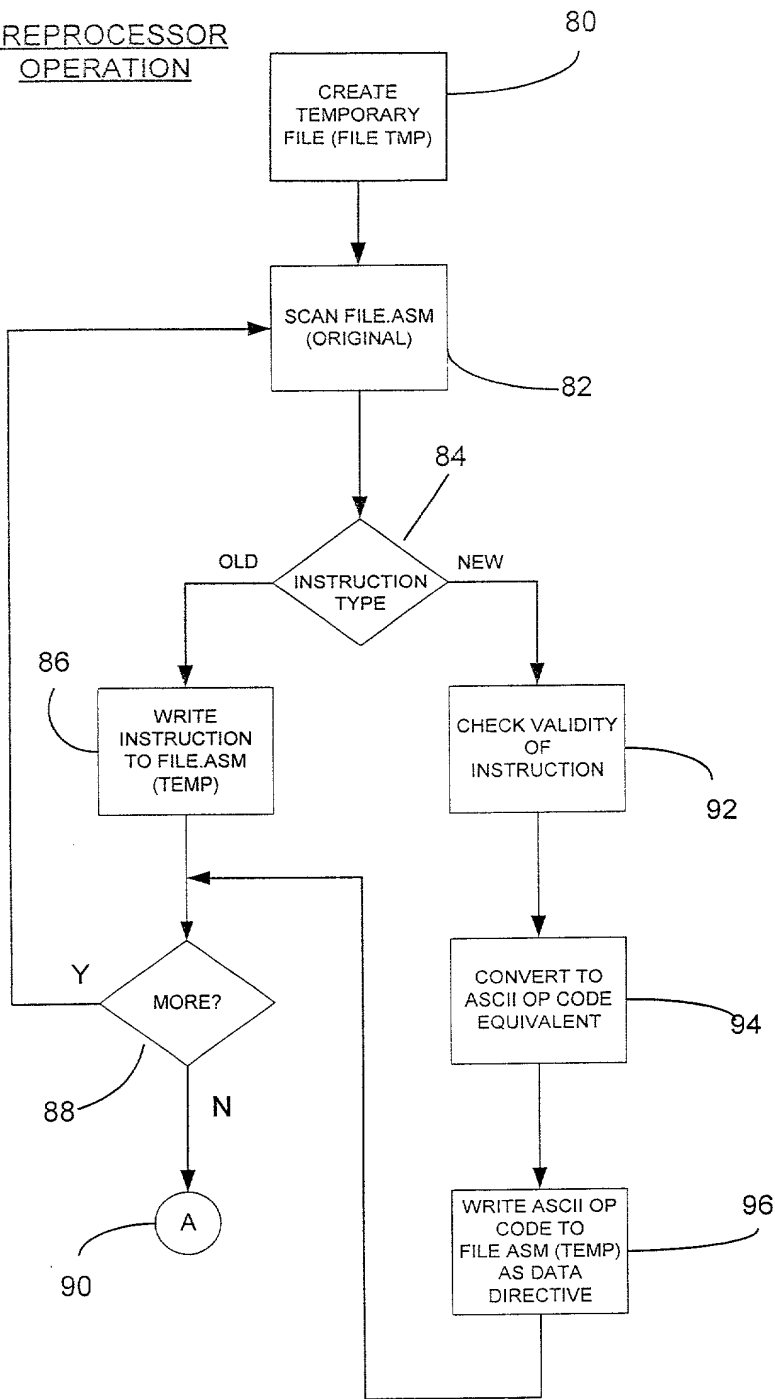 REPROCESSOR
OPERATION
80
CREATE
TEMPORARY
FILE (FILE TMP)
SCAN FILE.ASM
(ORIGINAL)
82
84
OLD
NEW
INSTRUCTION
TYPE
86
WRITE
INSTRUCTION
TO FILE.ASM
(TEMP)
CHECK VALIDITY
OF
INSTRUCTION
92
Y
MORE?
CONVERT TO
ASCII OP CODE
EQUIVALENT
94
88
N
A
90
WRITE ASCII OP
CODE TO
FILE ASM (TEMP)
AS DATA
DIRECTIVE
96